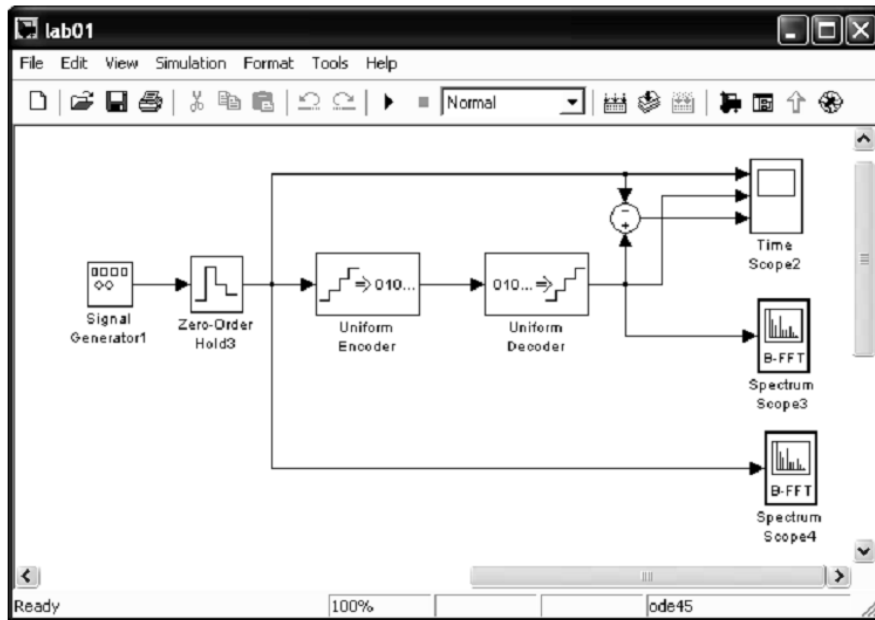 lab01
File Edit View Simulation Format Tools Help
Normal
Time
Scope2
Signal
Generator1
Zero-Order
Hold3
010...
Uniform
Encoder
010...
Uniform
Decoder
B-FFT
Spectrum
Scope3
B-FFT
Spectrum
Scope4
Ready 100% ode45